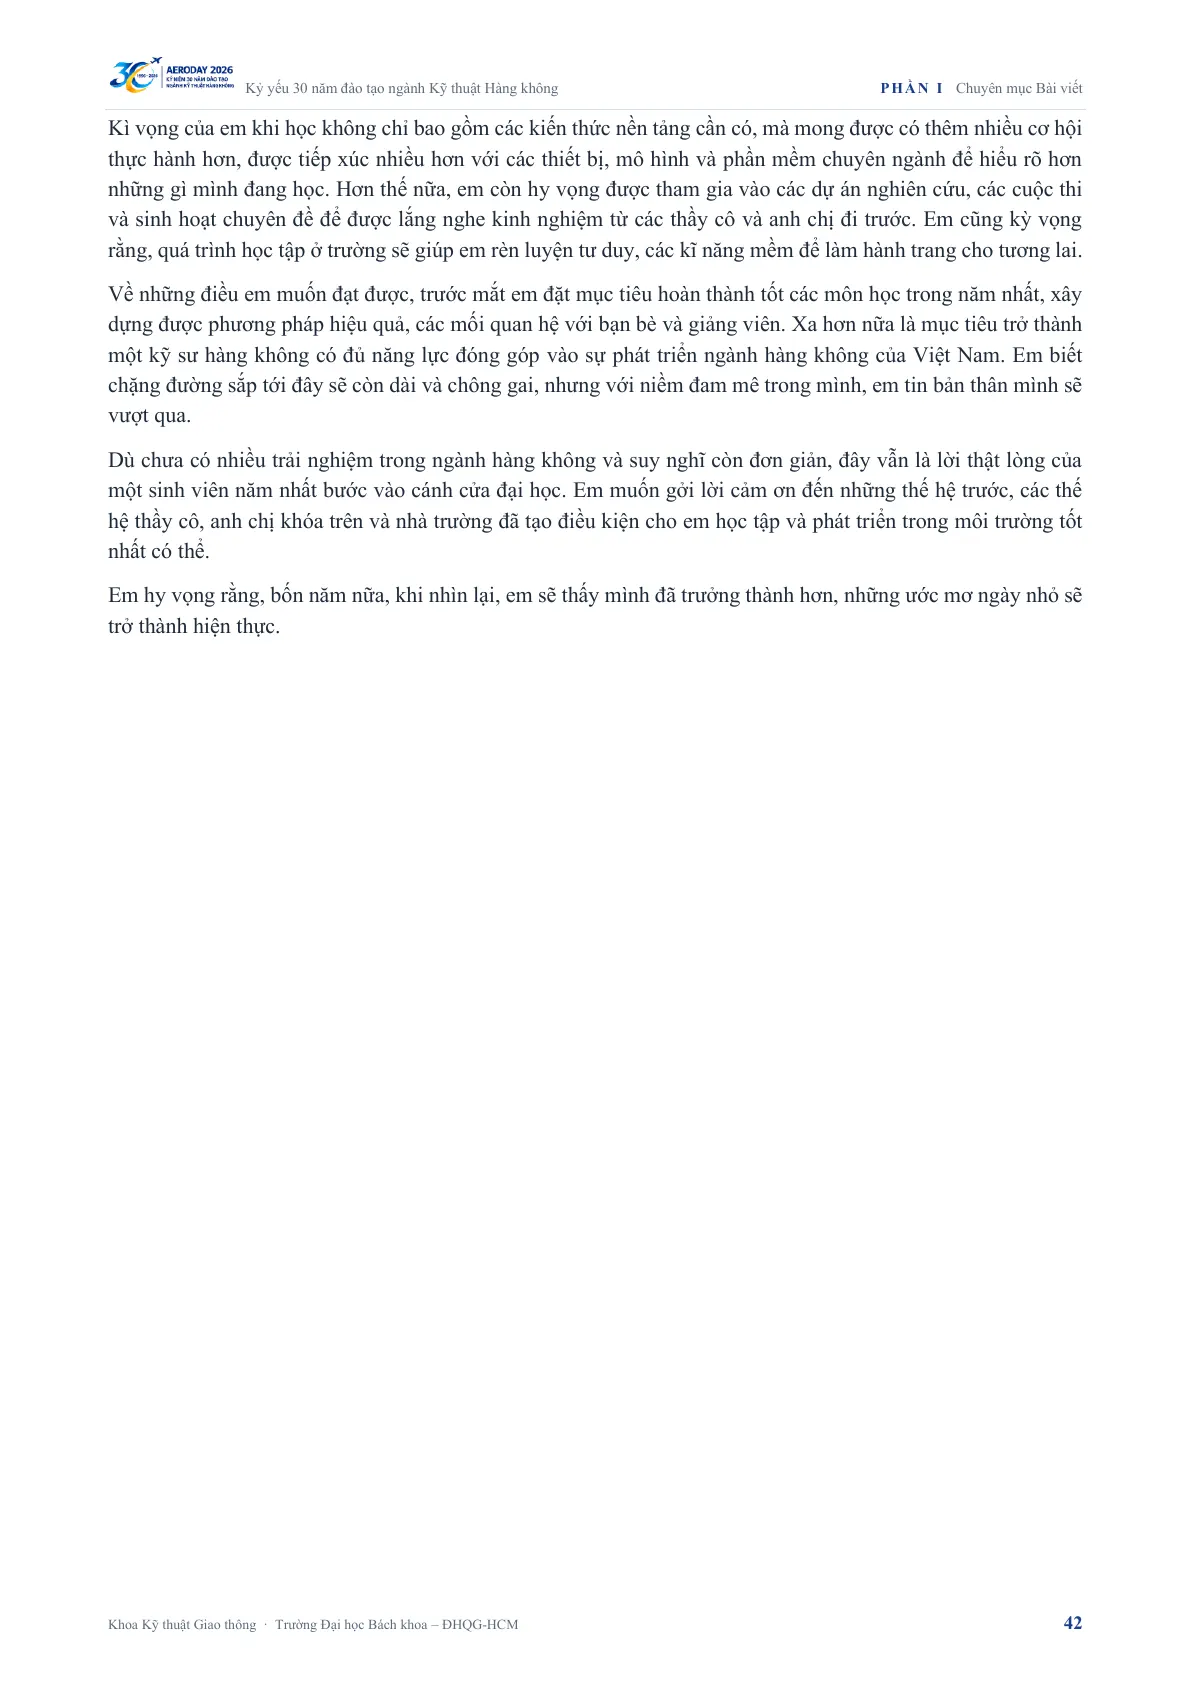 30
1996 - 2026
AERODAY 2026
KỶ NIỆM 30 NĂM ĐÀO TẠO
NGÀNH KỸ THUẬT HÀNG KHÔNG
Kỷ yếu 30 năm đào tạo ngành Kỹ thuật Hàng không
PHẦN I Chuyên mục Bài viết
Kì vọng của em khi học không chỉ bao gồm các kiến thức nền tảng cần có, mà mong được có thêm nhiều cơ hội
thực hành hơn, được tiếp xúc nhiều hơn với các thiết bị, mô hình và phần mềm chuyên ngành để hiểu rõ hơn
những gì mình đang học. Hơn thế nữa, em còn hy vọng được tham gia vào các dự án nghiên cứu, các cuộc thi
và sinh hoạt chuyên đề để được lắng nghe kinh nghiệm từ các thầy cô và anh chị đi trước. Em cũng kỳ vọng
rằng, quá trình học tập ở trường sẽ giúp em rèn luyện tư duy, các kĩ năng mềm để làm hành trang cho tương lai.
Về những điều em muốn đạt được, trước mắt em đặt mục tiêu hoàn thành tốt các môn học trong năm nhất, xây
dựng được phương pháp hiệu quả, các mối quan hệ với bạn bè và giảng viên. Xa hơn nữa là mục tiêu trở thành
một kỹ sư hàng không có đủ năng lực đóng góp vào sự phát triển ngành hàng không của Việt Nam. Em biết
chặng đường sắp tới đây sẽ còn dài và chông gai, nhưng với niềm đam mê trong mình, em tin bản thân mình sẽ
vượt qua.
Dù chưa có nhiều trải nghiệm trong ngành hàng không và suy nghĩ còn đơn giản, đây vẫn là lời thật lòng của
một sinh viên năm nhất bước vào cánh cửa đại học. Em muốn gởi lời cảm ơn đến những thế hệ trước, các thế
hệ thầy cô, anh chị khóa trên và nhà trường đã tạo điều kiện cho em học tập và phát triển trong môi trường tốt
nhất có thể.
Em hy vọng rằng, bốn năm nữa, khi nhìn lại, em sẽ thấy mình đã trưởng thành hơn, những ước mơ ngày nhỏ sẽ
trở thành hiện thực.
Khoa Kỹ thuật Giao thông · Trường Đại học Bách khoa – ĐHQG-HCM
42